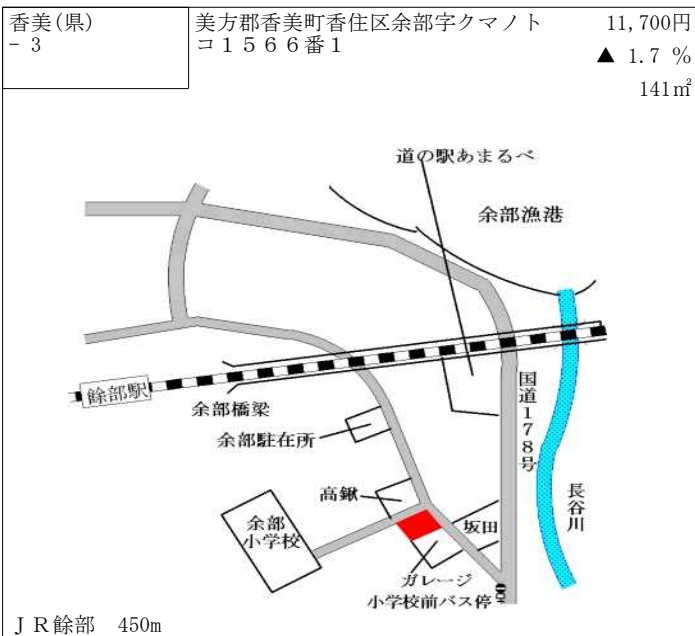 香美(県)
- 3
美方郡香美町香住区余部字クマノト
コ１５６６番１
11,700円
▲ 1.7 %
141㎡
道の駅あまるべ
余部漁港
餘部駅
余部橋梁
国道178号
余部駐在所
高鍬
長谷川
余部
小学校
坂田
ガレージ
小学校前バス停
ＪＲ餘部 450m